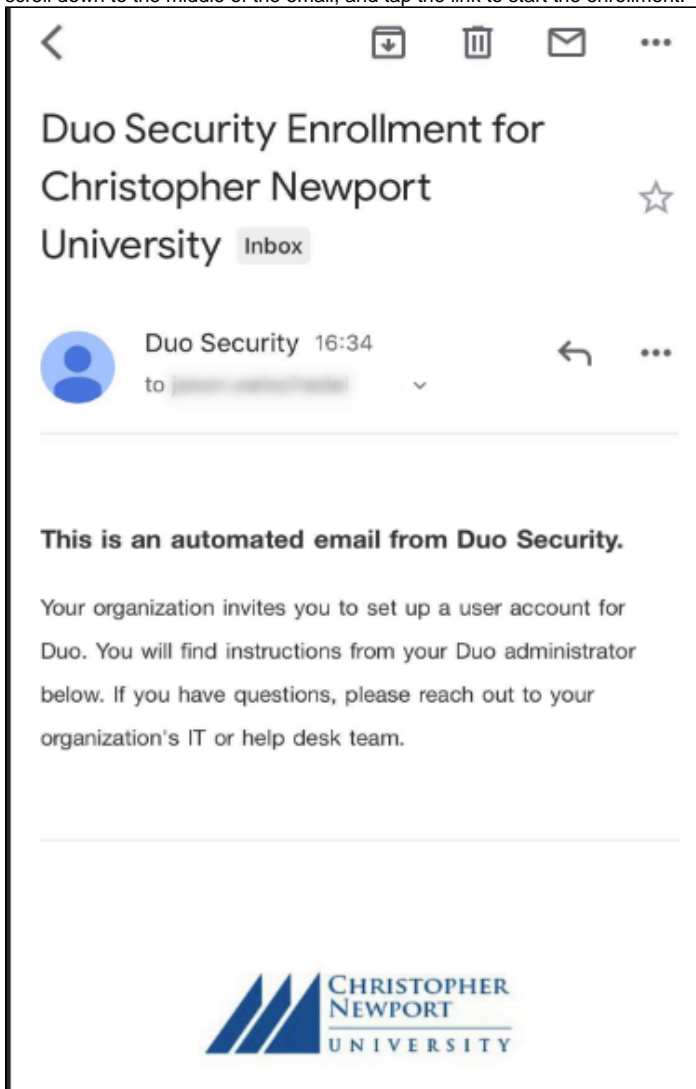 scroll down to the middle of the email, and tap the link to start the enrollment.
Duo Security Enrollment for
Christopher Newport
University Inbox
Duo Security 16:34
to
This is an automated email from Duo Security.
Your organization invites you to set up a user account for
Duo. You will find instructions from your Duo administrator
below. If you have questions, please reach out to your
organization's IT or help desk team.
CHRISTOPHER
NEWPORT
UNIVERSITY